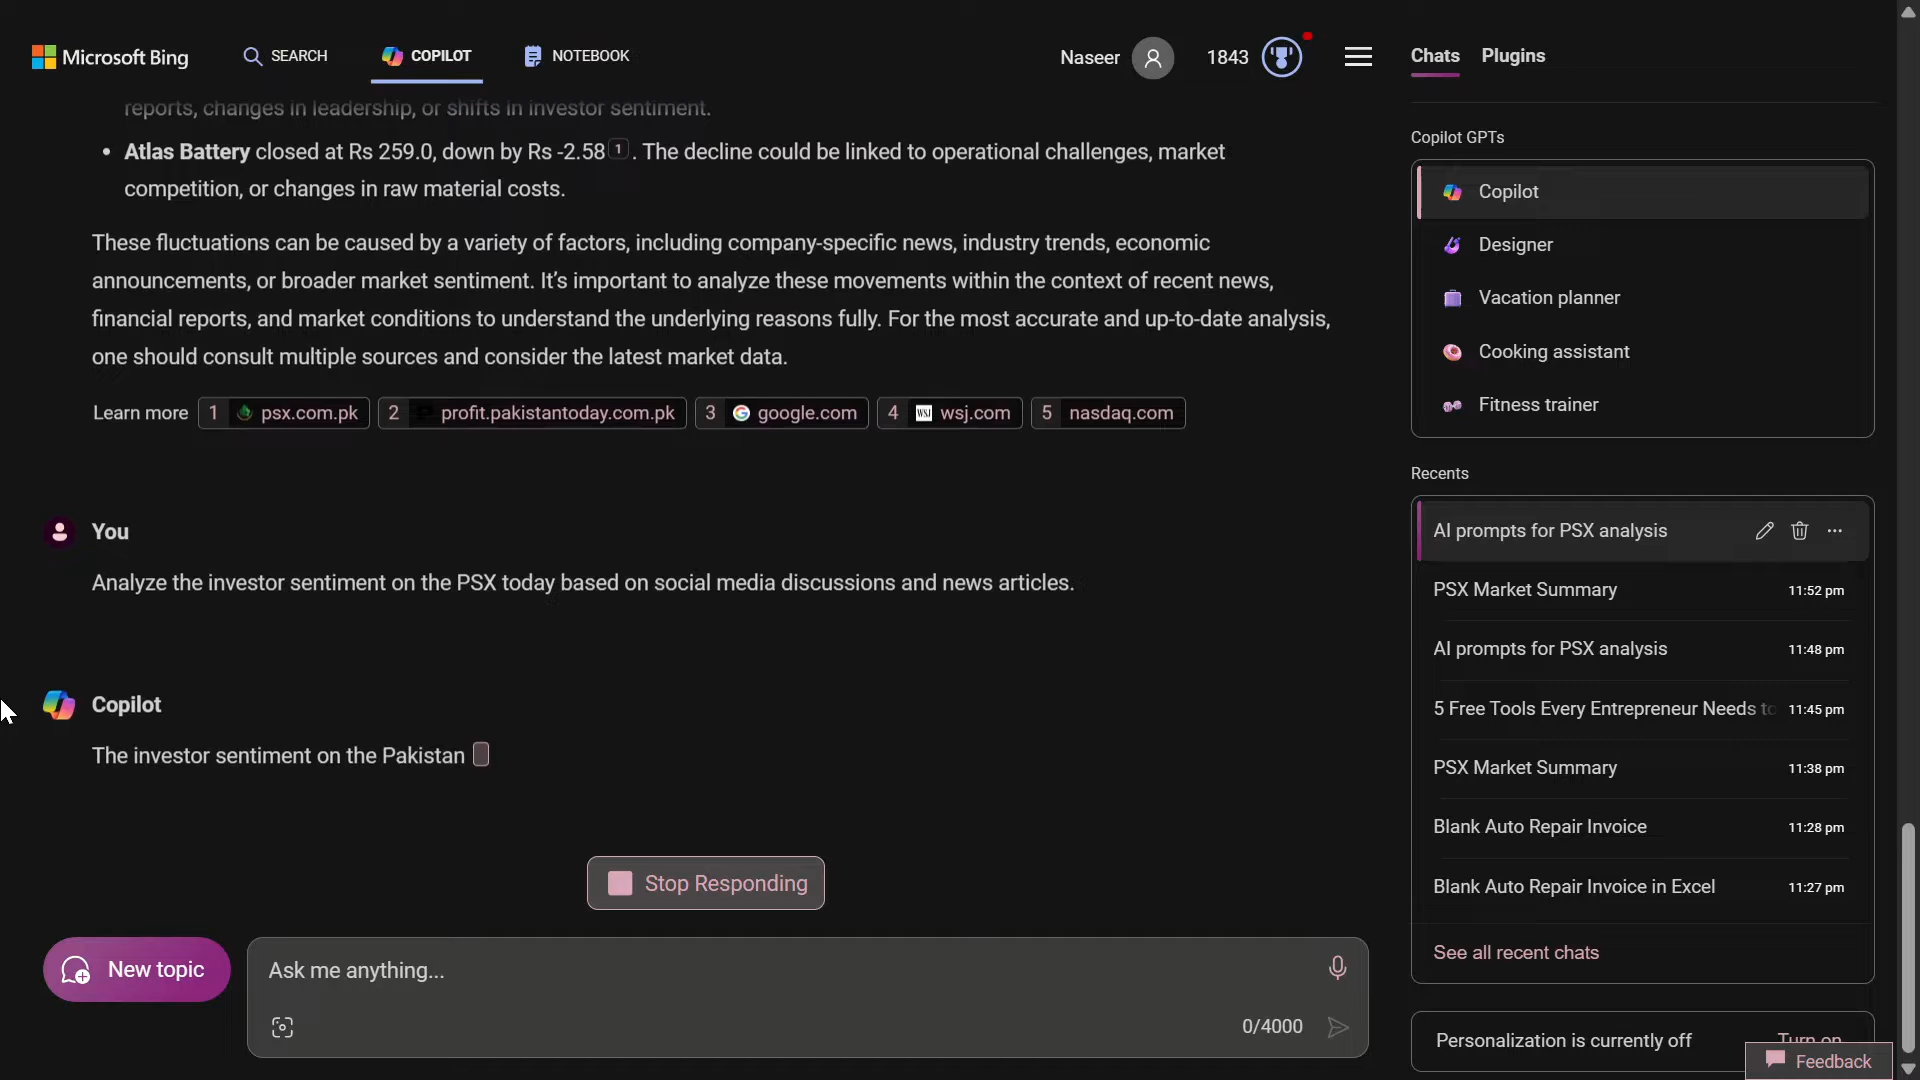 Microsoft Bing
SEARCH
COPILOT
NOTEBOOK
Naseer
1843
Chats
Plugins
reports, changes in leadership, or shifts in investor sentiment.
• Atlas Battery closed at Rs 259.0, down by Rs -2.58 1 . The decline could be linked to operational challenges, market
competition, or changes in raw material costs.
These fluctuations can be caused by a variety of factors, including company-specific news, industry trends, economic
announcements, or broader market sentiment. It’s important to analyze these movements within the context of recent news,
financial reports, and market conditions to understand the underlying reasons fully. For the most accurate and up-to-date analysis,
one should consult multiple sources and consider the latest market data.
Learn more 1 psx.com.pk 2 profit.pakistantoday.com.pk 3 google.com 4 WSJ wsj.com 5 nasdaq.com
You
Analyze the investor sentiment on the PSX today based on social media discussions and news articles.
Copilot
The investor sentiment on the Pakistan
Stop Responding
New topic
Ask me anything...
0/4000
Copilot GPTs
Copilot
Designer
Vacation planner
Cooking assistant
Fitness trainer
Recents
AI prompts for PSX analysis
PSX Market Summary 11:52 pm
AI prompts for PSX analysis 11:48 pm
5 Free Tools Every Entrepreneur Needs to 11:45 pm
PSX Market Summary 11:38 pm
Blank Auto Repair Invoice 11:28 pm
Blank Auto Repair Invoice in Excel 11:27 pm
See all recent chats
Personalization is currently off Turn on
Feedback